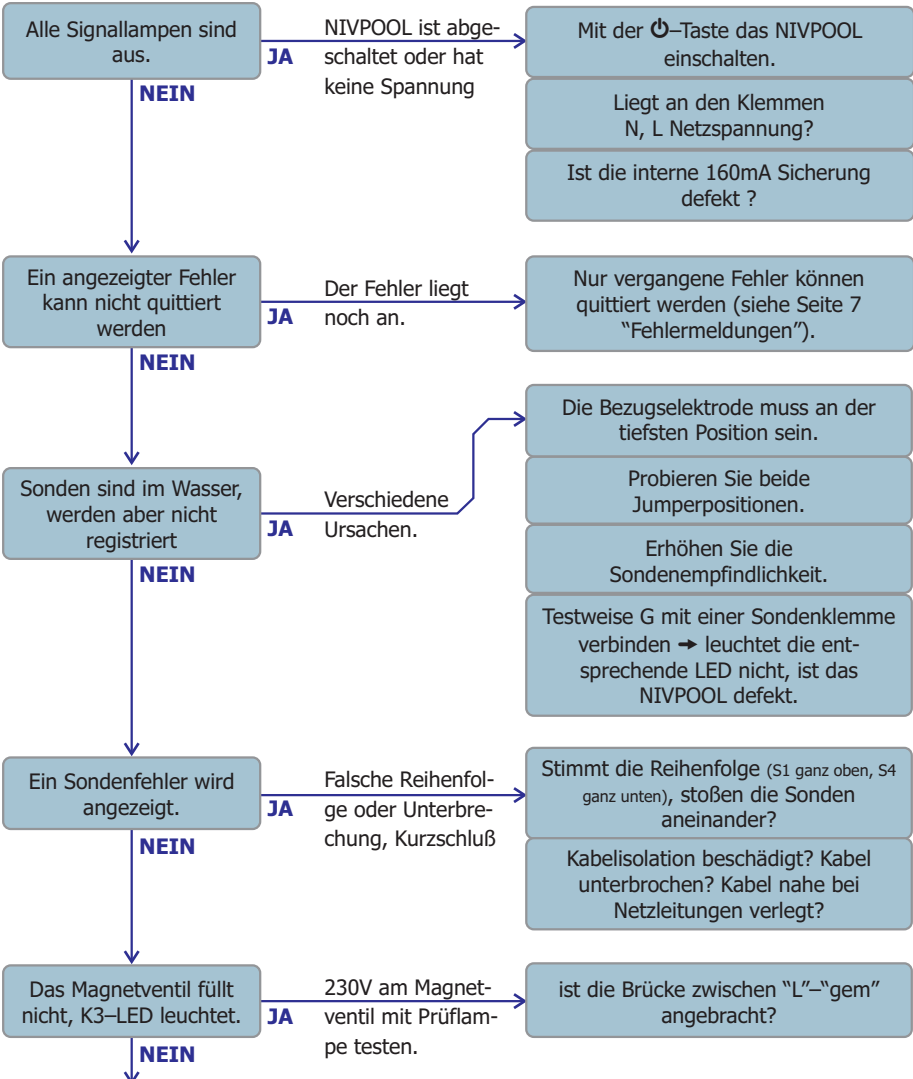 Alle Signallampen sind
aus.
JA
NEIN
NIVPOOL ist abge-
schaltet oder hat
keine Spannung
Mit der ⏻–Taste das NIVPOOL
einschalten.
Liegt an den Klemmen
N, L Netzspannung?
Ist die interne 160mA Sicherung
defekt ?
Ein angezeigter Fehler
kann nicht quittiert
werden
JA
NEIN
Der Fehler liegt
noch an.
Nur vergangene Fehler können
quittiert werden (siehe Seite 7
“Fehlermeldungen”).
Sonden sind im Wasser,
werden aber nicht
registriert
JA
NEIN
Verschiedene
Ursachen.
Die Bezugselektrode muss an der
tiefsten Position sein.
Probieren Sie beide
Jumperpositionen.
Erhöhen Sie die
Sondenempfindlichkeit.
Testweise G mit einer Sondenklemme
verbinden ➞ leuchtet die ent-
sprechende LED nicht, ist das
NIVPOOL defekt.
Ein Sondenfehler wird
angezeigt.
JA
NEIN
Falsche Reihenfol-
ge oder Unterbre-
chung, Kurzschluß
Stimmt die Reihenfolge (S1 ganz oben, S4
ganz unten), stoßen die Sonden
aneinander?
Kabelisolation beschädigt? Kabel
unterbrochen? Kabel nahe bei
Netzleitungen verlegt?
Das Magnetventil füllt
nicht, K3–LED leuchtet.
JA
NEIN
230V am Magnet-
ventil mit Prüflam-
pe testen.
ist die Brücke zwischen “L”–“gem”
angebracht?